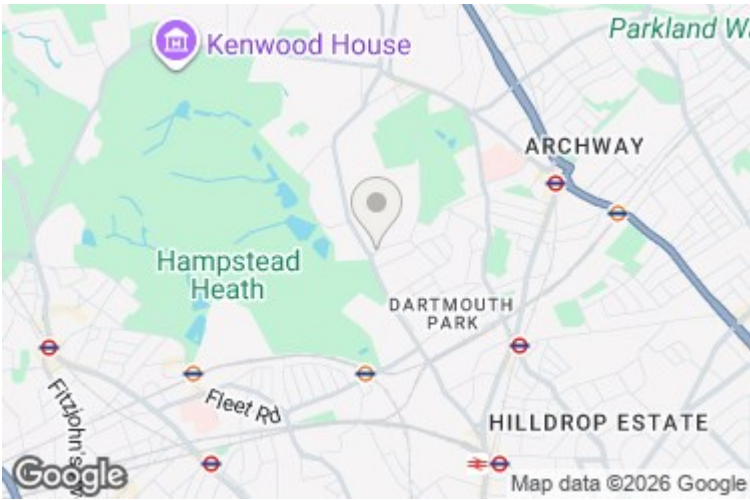 Parkland Wa
Kenwood House
ARCHWAY
Hampstead
Heath
DARTMOUTH
PARK
Fitzjohn's
Fleet Rd
HILLDROP ESTATE
Google
Map data ©2026 Google